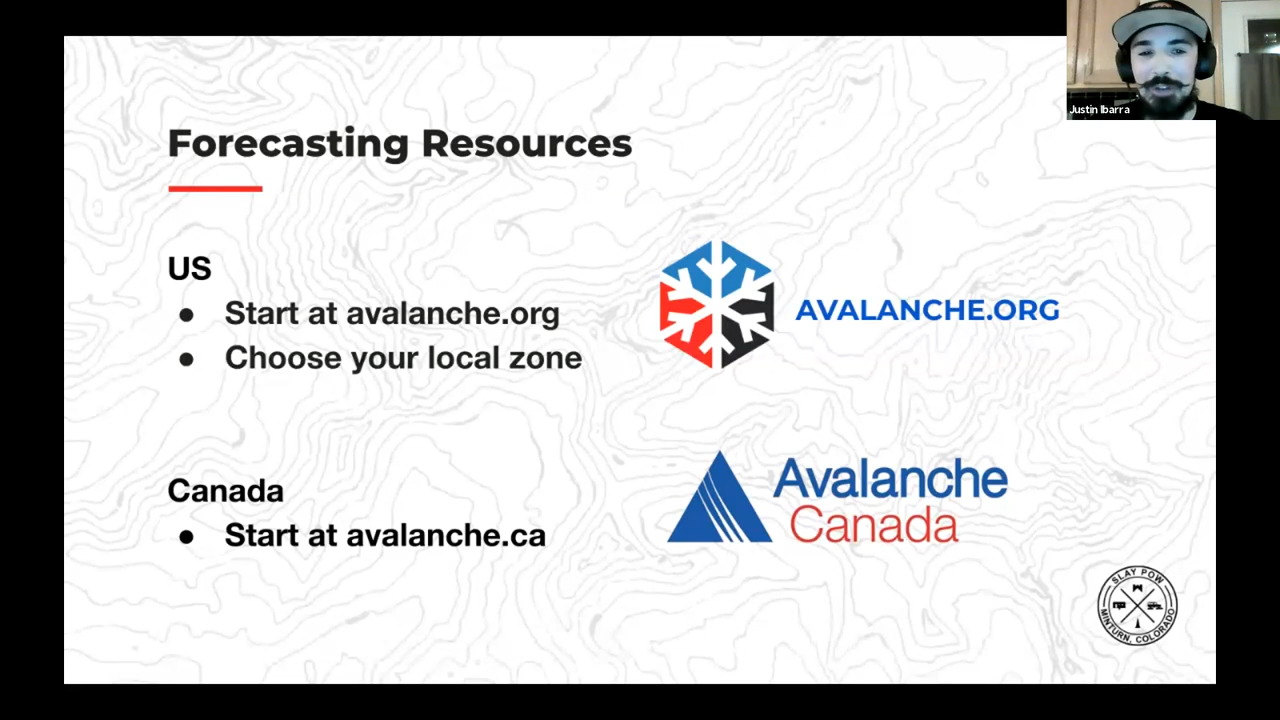 Justin Ibarra
Forecasting Resources
US
● Start at avalanche.org
● Choose your local zone
AVALANCHE.ORG
Canada
● Start at avalanche.ca
Avalanche
Canada
SLAY POW
MINTURN, COLORADO